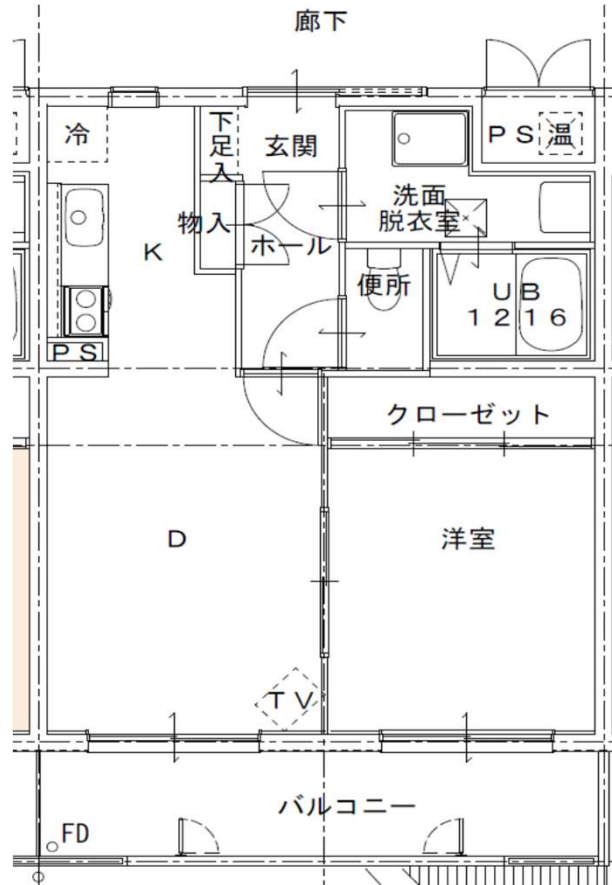 廊下
冷
下足入
玄関
PS 温
洗面
脱衣室
物入
ホール
K
便所
UB
1216
PS
クローゼット
D
洋室
TV
バルコニー
FD